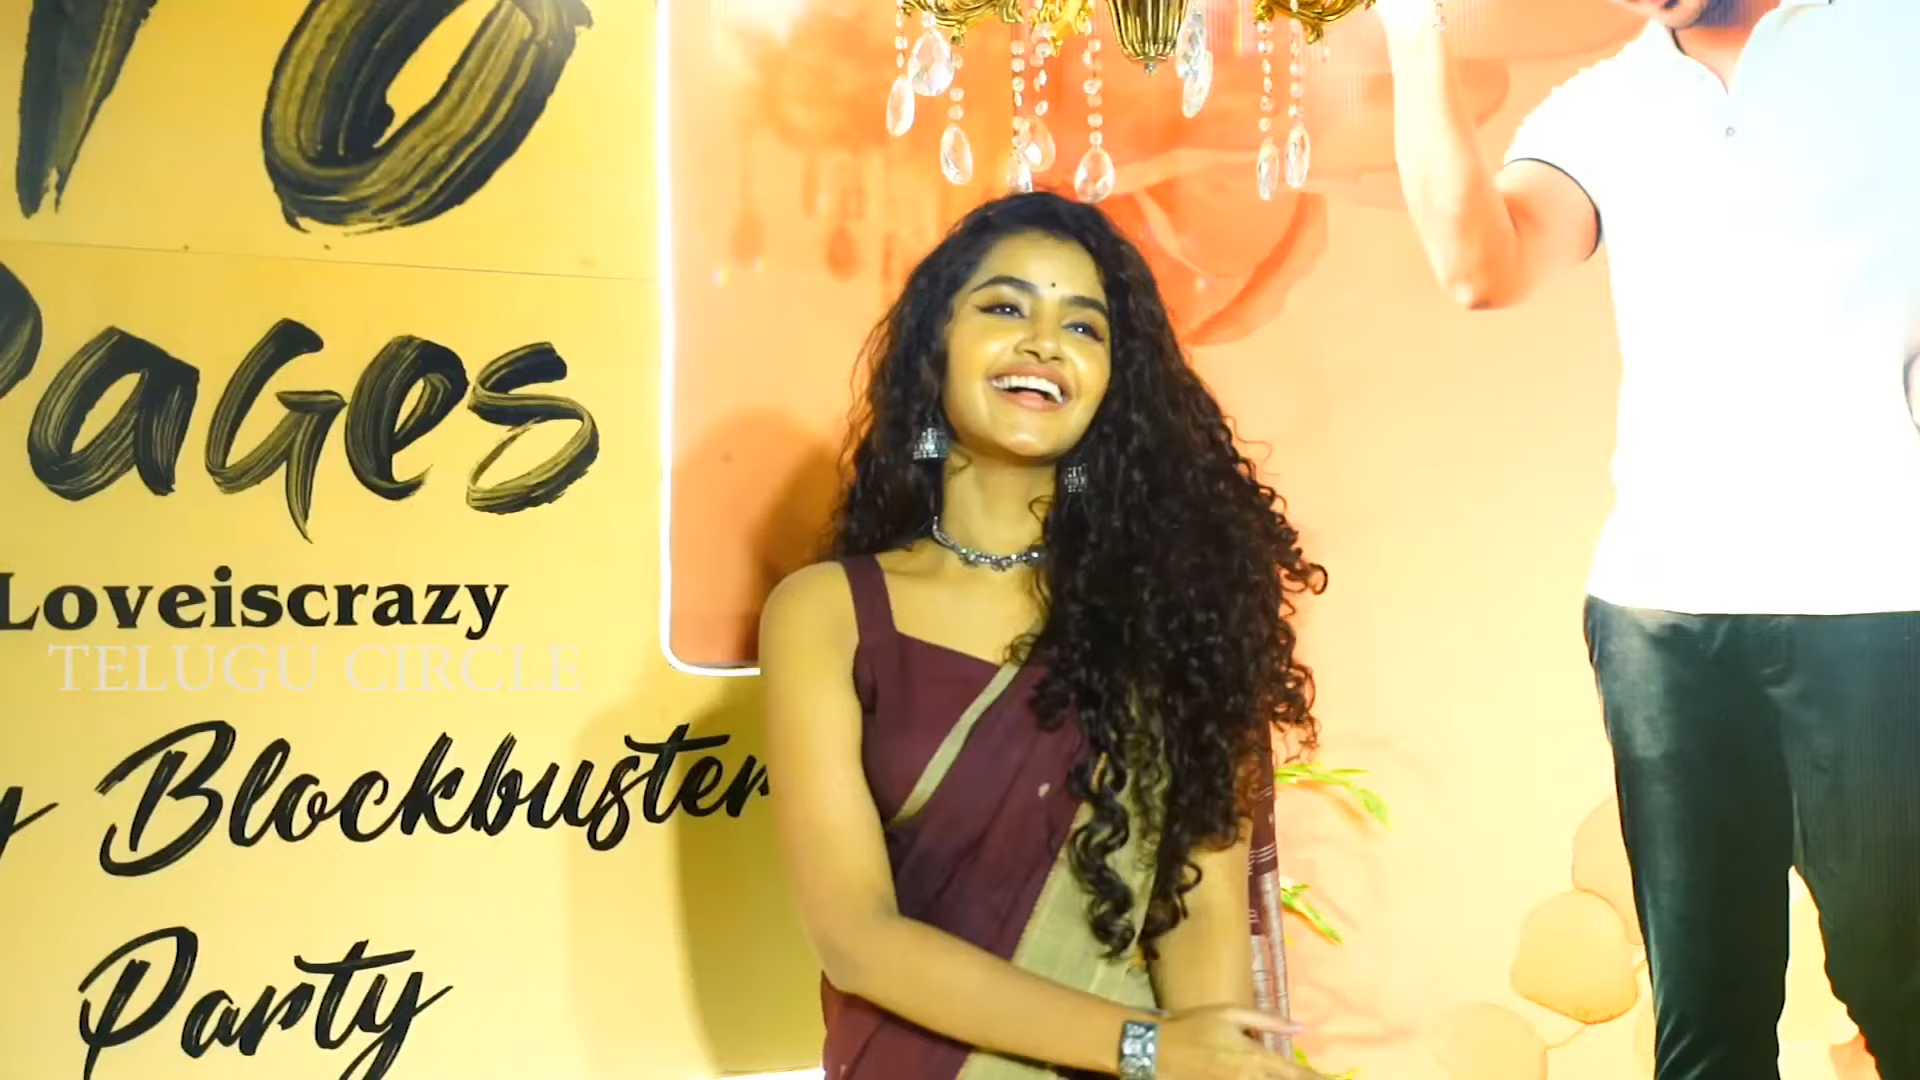 Pages
Loveiscrazy
TELUGU CIRCLE
Blockbuster
Party